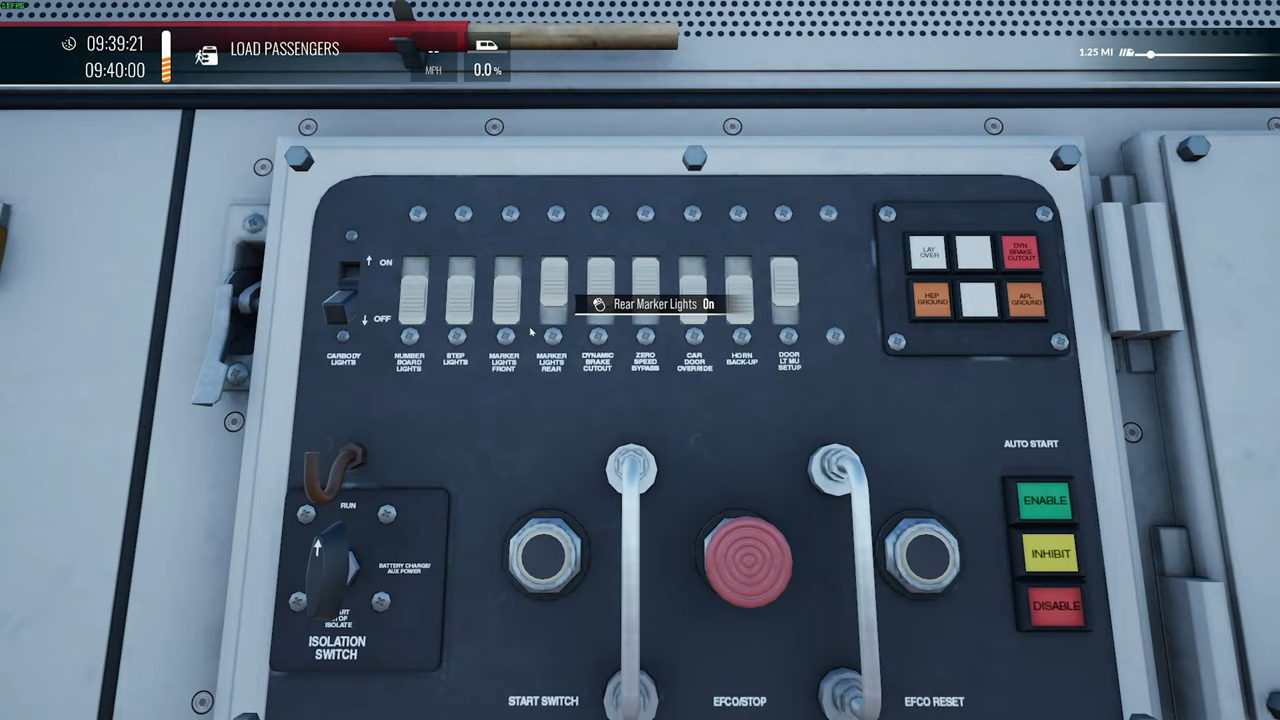 51 FPS
09:39:21
09:40:00
LOAD PASSENGERS
--
MPH
0.0 %
1.25 MI
ON
OFF
Rear Marker Lights On
CARBODY
LIGHTS
NUMBER
BOARD
LIGHTS
STEP
LIGHTS
MARKER
LIGHTS
FRONT
MARKER
LIGHTS
REAR
DYNAMIC
BRAKE
CUTOUT
ZERO
SPEED
BYPASS
CAR
DOOR
OVERRIDE
HORN
BACK-UP
DOOR
LT MU
SETUP
LAY
OVER
DYN
BRAKE
CUTOUT
HEP
GROUND
APL
GROUND
RUN
BATTERY CHARGE/
AUX POWER
ISOLATE
ISOLATION
SWITCH
START SWITCH
EFCO/STOP
EFCO RESET
AUTO START
ENABLE
INHIBIT
DISABLE